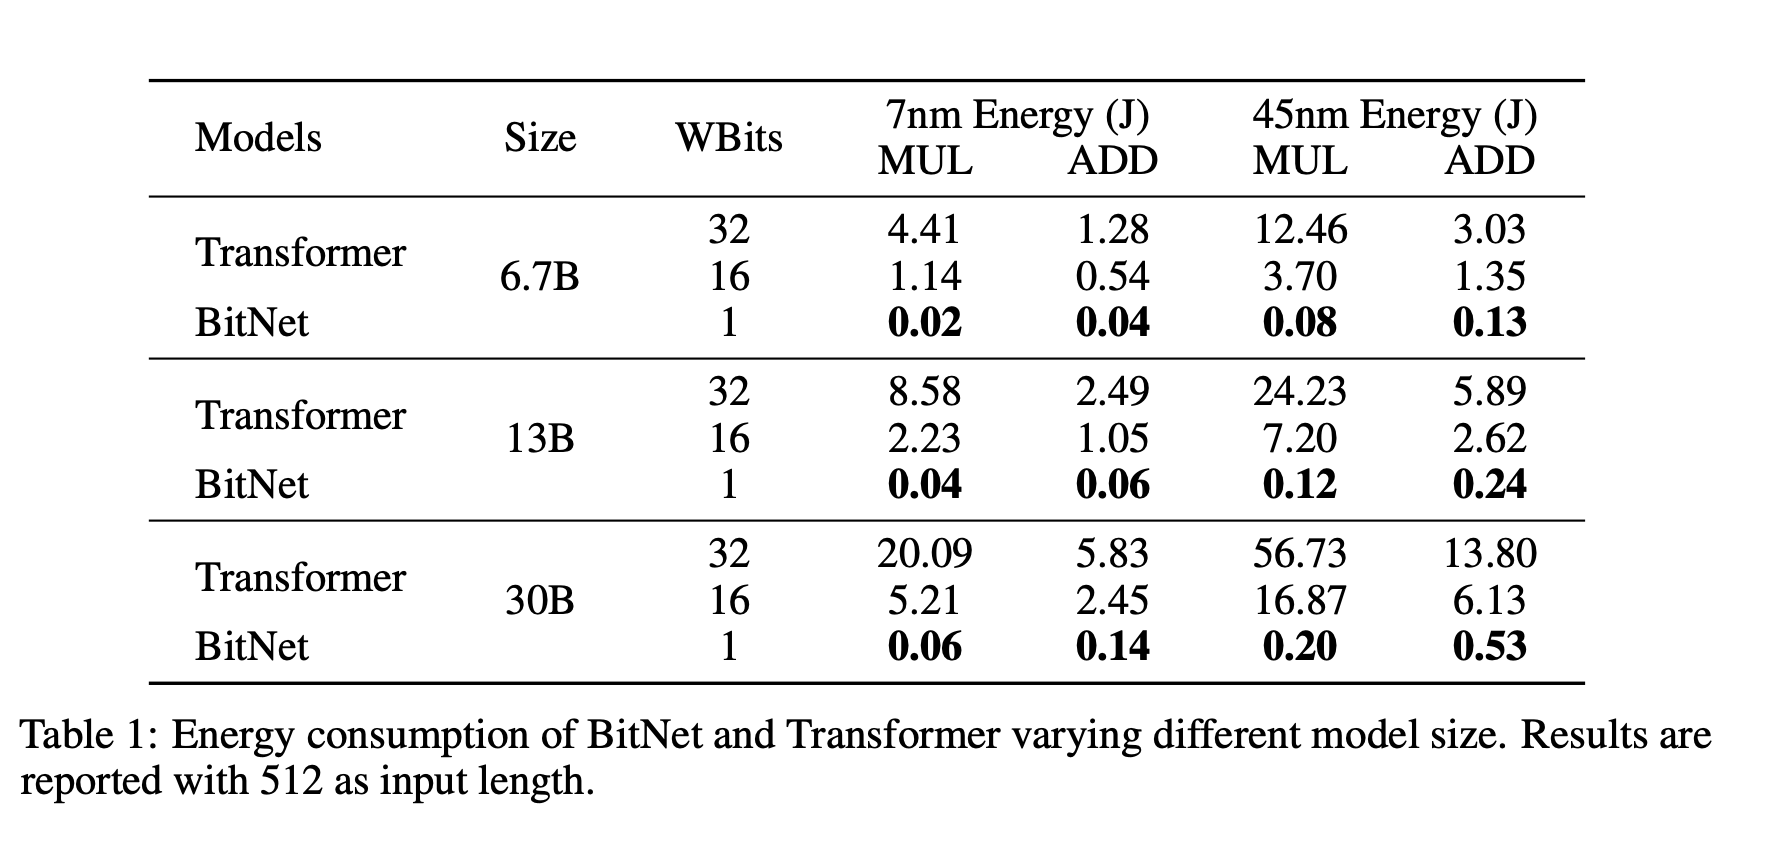 Models Size WBits 7nm Energy (J) 45nm Energy (J)
MUL ADD MUL ADD
Transformer 6.7B 32 4.41 1.28 12.46 3.03
16 1.14 0.54 3.70 1.35
BitNet 1 0.02 0.04 0.08 0.13
Transformer 13B 32 8.58 2.49 24.23 5.89
16 2.23 1.05 7.20 2.62
BitNet 1 0.04 0.06 0.12 0.24
Transformer 30B 32 20.09 5.83 56.73 13.80
16 5.21 2.45 16.87 6.13
BitNet 1 0.06 0.14 0.20 0.53
Table 1: Energy consumption of BitNet and Transformer varying different model size. Results are
reported with 512 as input length.